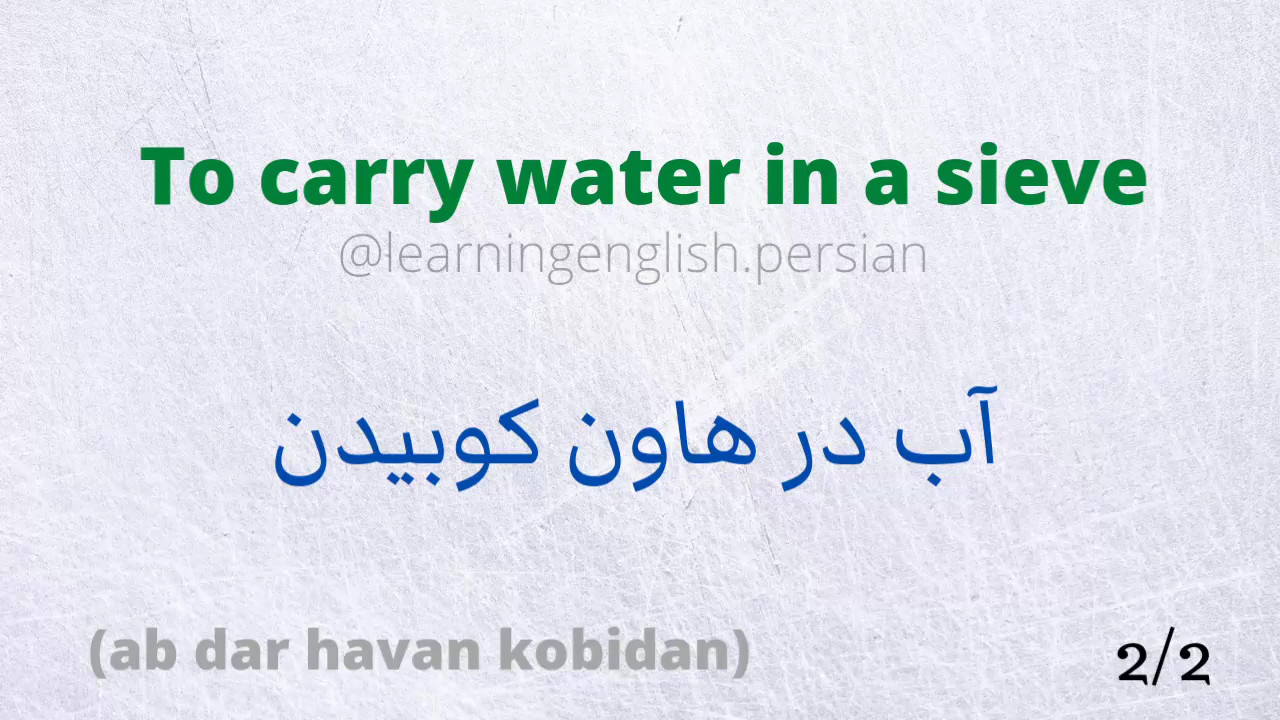 To carry water in a sieve
@learningenglish.persian
آب در هاون کوبیدن
(ab dar havan kobidan)
2/2